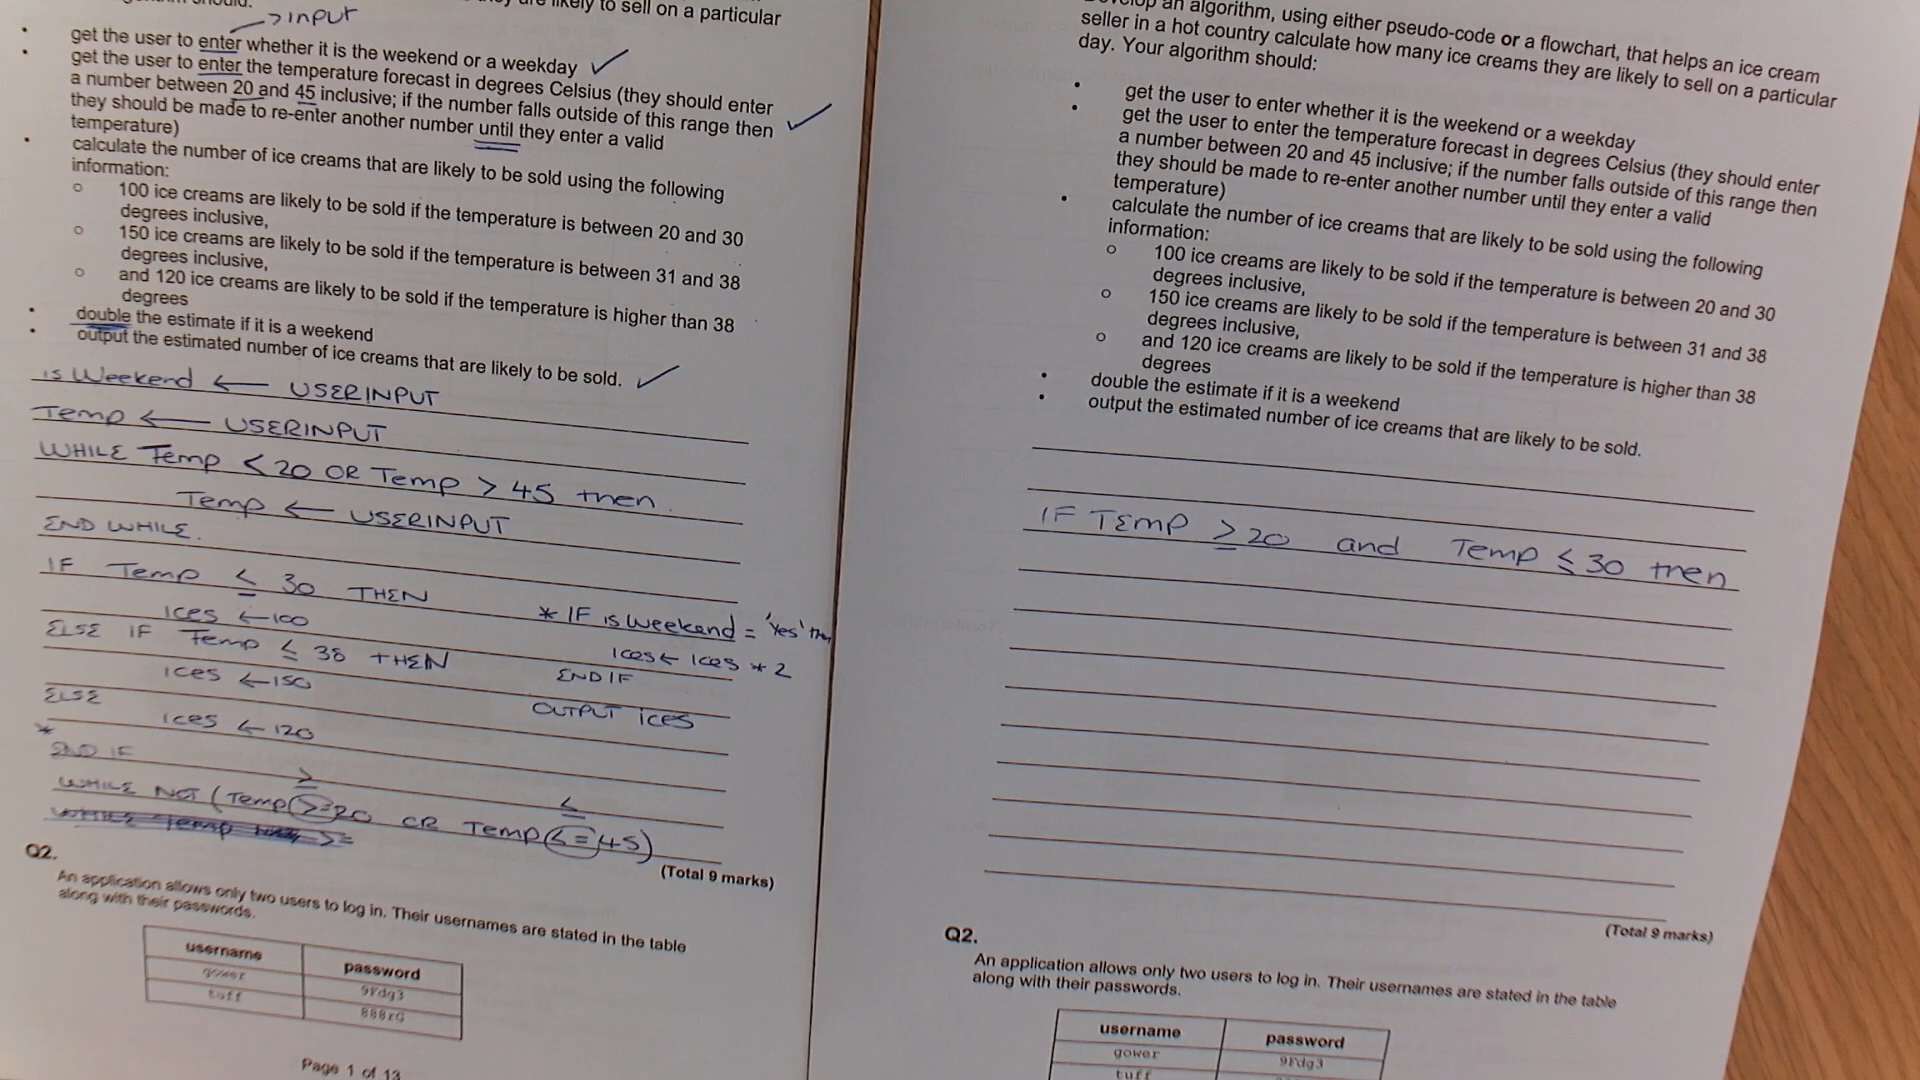 they are likely to sell on a particular
→ input
get the user to enter whether it is the weekend or a weekday ✓
get the user to enter the temperature forecast in degrees Celsius (they should enter
a number between 20 and 45 inclusive; if the number falls outside of this range then ✓
they should be made to re-enter another number until they enter a valid
temperature)
calculate the number of ice creams that are likely to be sold using the following
information:
100 ice creams are likely to be sold if the temperature is between 20 and 30
degrees inclusive,
150 ice creams are likely to be sold if the temperature is between 31 and 38
degrees inclusive,
and 120 ice creams are likely to be sold if the temperature is higher than 38
degrees
double the estimate if it is a weekend
output the estimated number of ice creams that are likely to be sold. ✓
is Weekend ← USERINPUT
Temp ← USERINPUT
WHILE Temp < 20 OR Temp > 45 then
Temp ← USERINPUT
END WHILE.
IF Temp ≤ 30 THEN
ices ← 100
ELSE IF Temp ≤ 38 THEN
ices ← 150
ELSE
ices ← 120
*
END IF
* IF is weekend = 'Yes' then
Ices ← Ices * 2
END IF
OUTPUT ices
≥ ≤
WHILE NOT (Temp >= 20 OR Temp <= 45)
(Total 9 marks)
Q2.
An application allows only two users to log in. Their usernames are stated in the table
along with their passwords.
username password
gower 9Fdg3
tuff 888rG
Page 1 of 13
an algorithm, using either pseudo-code or a flowchart, that helps an ice cream
seller in a hot country calculate how many ice creams they are likely to sell on a particular
day. Your algorithm should:
get the user to enter whether it is the weekend or a weekday
get the user to enter the temperature forecast in degrees Celsius (they should enter
a number between 20 and 45 inclusive; if the number falls outside of this range then
they should be made to re-enter another number until they enter a valid
temperature)
calculate the number of ice creams that are likely to be sold using the following
information:
100 ice creams are likely to be sold if the temperature is between 20 and 30
degrees inclusive,
150 ice creams are likely to be sold if the temperature is between 31 and 38
degrees inclusive,
and 120 ice creams are likely to be sold if the temperature is higher than 38
degrees
double the estimate if it is a weekend
output the estimated number of ice creams that are likely to be sold.
IF TEMP ≥ 20 and Temp ≤ 30 then
(Total 9 marks)
Q2.
An application allows only two users to log in. Their usernames are stated in the table
along with their passwords.
username password
gower 9Fdg3
tuff